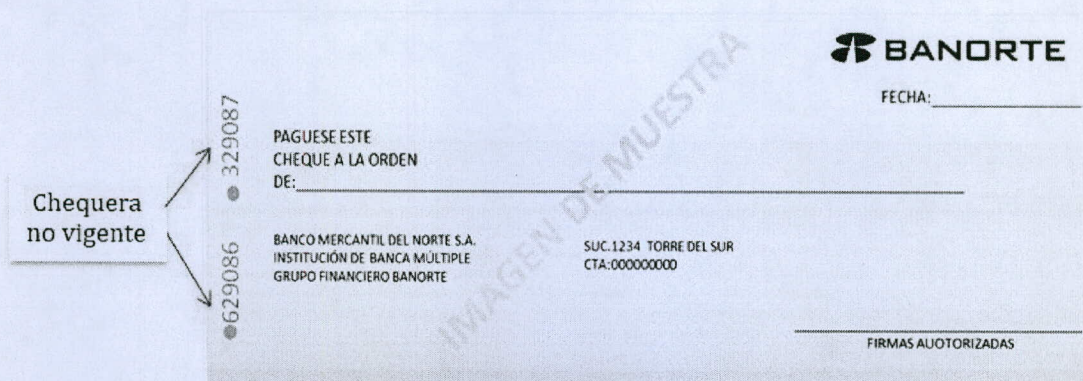 BANORTE
FECHA:
329087
PAGUESE ESTE
CHEQUE A LA ORDEN
DE:
Chequera
no vigente
BANCO MERCANTIL DEL NORTE S.A.
INSTITUCIÓN DE BANCA MÚLTIPLE
GRUPO FINANCIERO BANORTE
SUC.1234 TORRE DEL SUR
CTA:000000000
629086
FIRMAS AUOTORIZADAS
IMAGEN DE MUESTRA